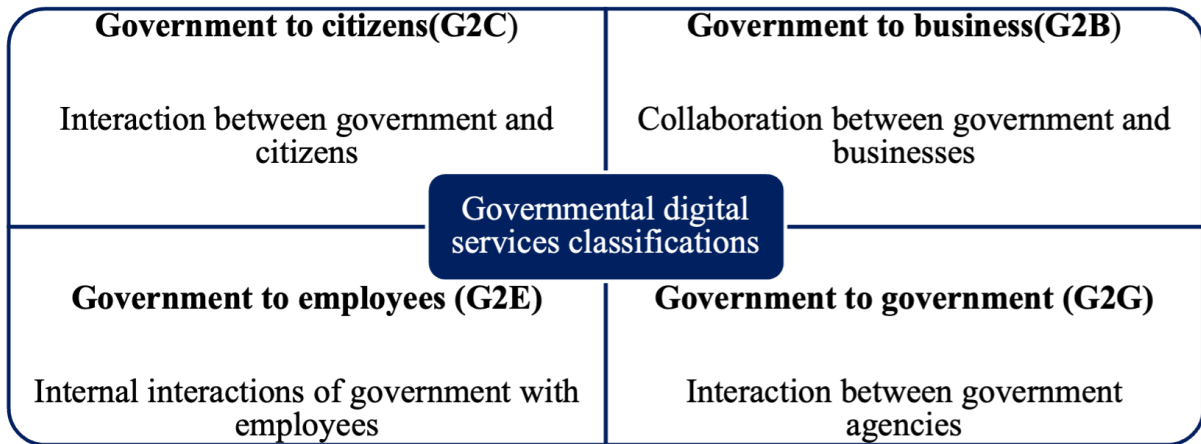 Government to citizens(G2C)
Interaction between government and
citizens
Government to business(G2B)
Collaboration between government and
businesses
Governmental digital
services classifications
Government to employees (G2E)
Internal interactions of government with
employees
Government to government (G2G)
Interaction between government
agencies